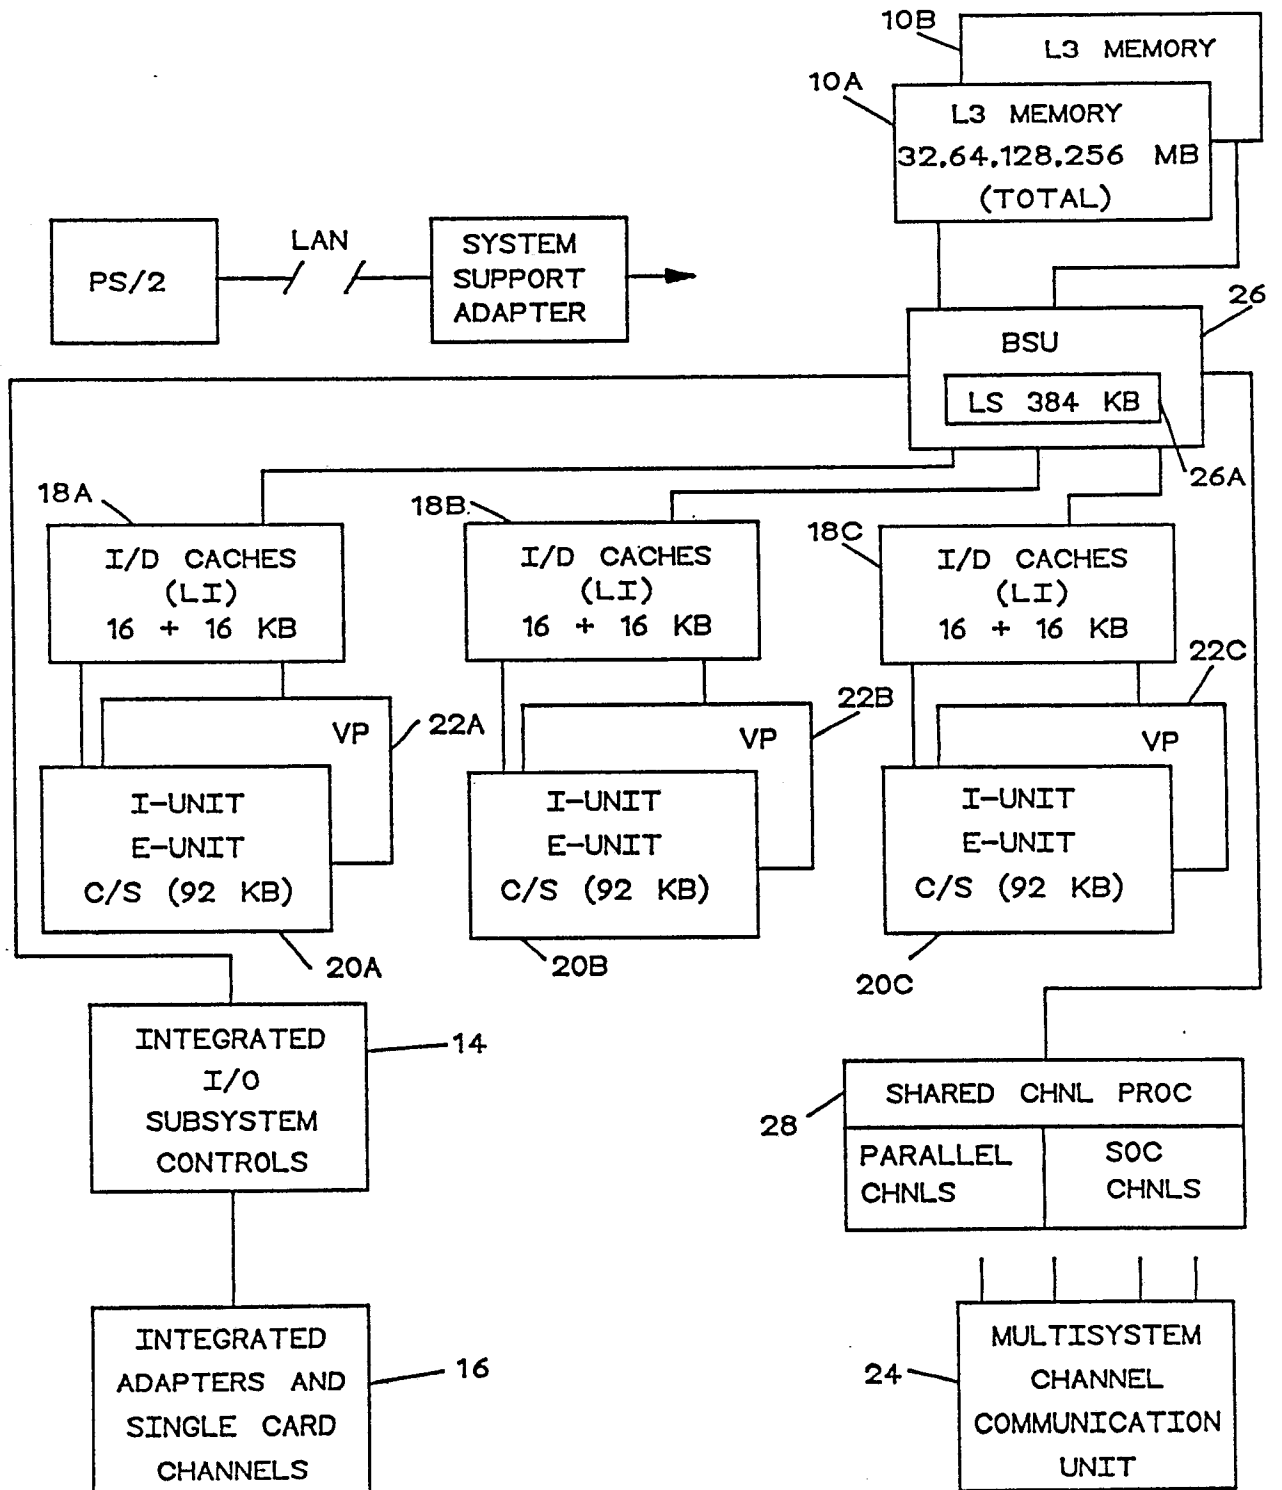 10B
L3 MEMORY
10A
L3 MEMORY
32,64,128,256 MB
(TOTAL)
PS/2
LAN
SYSTEM
SUPPORT
ADAPTER
26
BSU
LS 384 KB
26A
18A
I/D CACHES
(LI)
16 + 16 KB
18B
I/D CACHES
(LI)
16 + 16 KB
18C
I/D CACHES
(LI)
16 + 16 KB
VP
22A
I-UNIT
E-UNIT
C/S (92 KB)
20A
VP
22B
I-UNIT
E-UNIT
C/S (92 KB)
20B
VP
22C
I-UNIT
E-UNIT
C/S (92 KB)
20C
INTEGRATED
I/O
SUBSYSTEM
CONTROLS
14
SHARED CHNL PROC
28
PARALLEL
CHNLS
SOC
CHNLS
INTEGRATED
ADAPTERS AND
SINGLE CARD
CHANNELS
16
MULTISYSTEM
CHANNEL
COMMUNICATION
UNIT
24